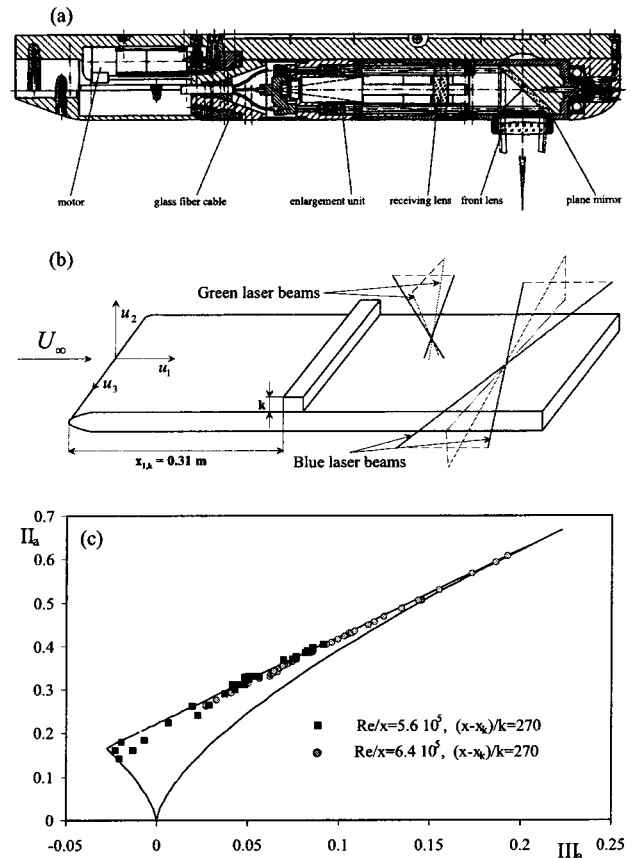 (a)
motor
glass fiber cable
enlargement unit
receiving lens
front lens
plane mirror
(b)
Green laser beams
u₂
U∞
u₁
u₃
k
Blue laser beams
x₁,ₖ = 0.31 m
IIₐ
(c)
0.7
0.6
0.5
0.4
0.3
0.2
0.1
0
Re/x=5.6 10⁵, (x-xₖ)/k=270
Re/x=6.4 10⁵, (x-xₖ)/k=270
-0.05 0 0.05 0.1 0.15 0.2 0.25
IIIₐ